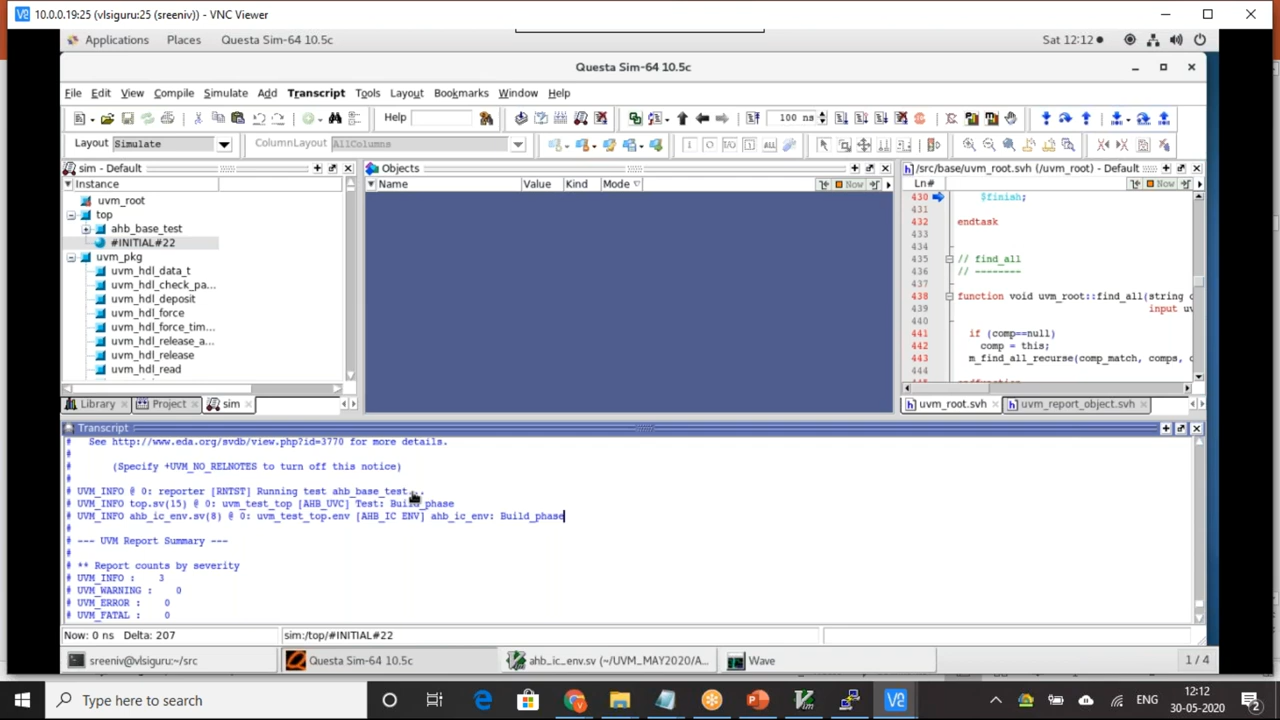 10.0.0.19:25 (vlsiguru:25 (sreeniv)) - VNC Viewer
Applications Places Questa Sim-64 10.5c Sat 12:12
Questa Sim-64 10.5c
File Edit View Compile Simulate Add Transcript Tools Layout Bookmarks Window Help
Help 100 ns
Layout Simulate ColumnLayout AllColumns
sim - Default
Instance
uvm_root
top
ahb_base_test
#INITIAL#22
uvm_pkg
uvm_hdl_data_t
uvm_hdl_check_pa...
uvm_hdl_deposit
uvm_hdl_force
uvm_hdl_force_tim...
uvm_hdl_release_a...
uvm_hdl_release
uvm_hdl_read
Library Project sim
Objects
Name Value Kind Mode Now
/src/base/uvm_root.svh (/uvm_root) - Default
Ln# Now
430 $finish;
431
432 endtask
433
434
435 // find_all
436 // --------
437
438 function void uvm_root::find_all(string
439 input uv
440
441 if (comp==null)
442 comp = this;
443 m_find_all_recurse(comp_match, comps,
444
uvm_root.svh uvm_report_object.svh
Transcript
# See http://www.eda.org/svdb/view.php?id=3770 for more details.
#
# (Specify +UVM_NO_RELNOTES to turn off this notice)
#
# UVM_INFO @ 0: reporter [RNTST] Running test ahb_base_test...
# UVM_INFO top.sv(15) @ 0: uvm_test_top [AHB_UVC] Test: Build_phase
# UVM_INFO ahb_ic_env.sv(8) @ 0: uvm_test_top.env [AHB_IC ENV] ahb_ic_env: Build_phase
#
# --- UVM Report Summary ---
#
# ** Report counts by severity
# UVM_INFO : 3
# UVM_WARNING : 0
# UVM_ERROR : 0
# UVM_FATAL : 0
Now: 0 ns Delta: 207 sim:/top/#INITIAL#22
sreeniv@vlsiguru:~/src Questa Sim-64 10.5c ahb_ic_env.sv (~/UVM_MAY2020/A... Wave 1 / 4
Type here to search ENG 12:12
30-05-2020 2